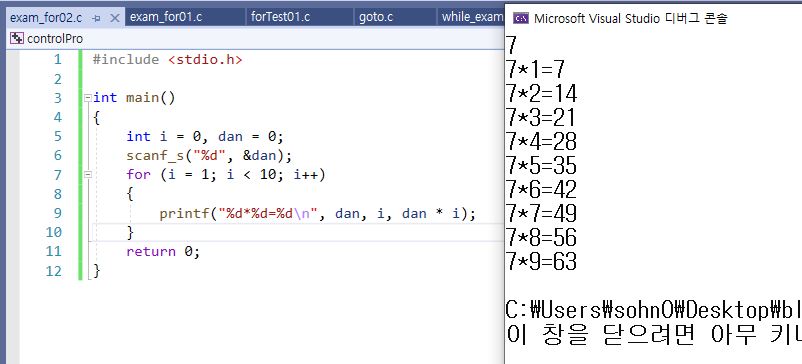 exam_for02.c
exam_for01.c
forTest01.c
goto.c
while_exam
controlPro
1 #include <stdio.h>
2
3 int main()
4 {
5 int i = 0, dan = 0;
6 scanf_s("%d", &dan);
7 for (i = 1; i < 10; i++)
8 {
9 printf("%d*%d=%d\n", dan, i, dan * i);
10 }
11 return 0;
12 }
Microsoft Visual Studio 디버그 콘솔
7
7*1=7
7*2=14
7*3=21
7*4=28
7*5=35
7*6=42
7*7=49
7*8=56
7*9=63
C:₩Users₩sohn0₩Desktop₩bl
이 창을 닫으려면 아무 키나